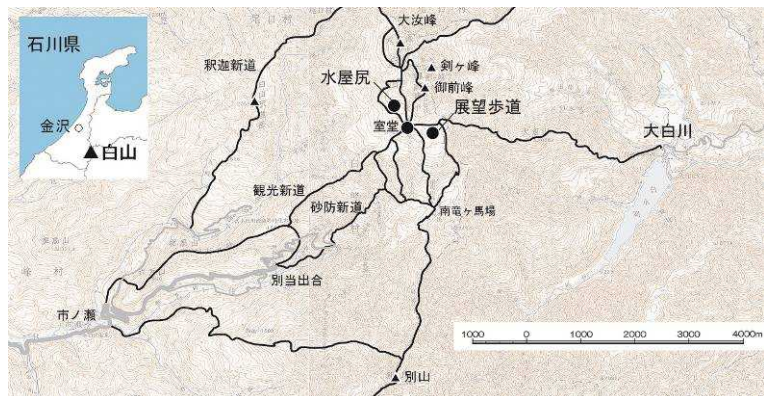 石川県
金沢
白山
釈迦新道
大汝峰
剣ヶ峰
御前峰
水屋尻
室堂
展望歩道
大白川
観光新道
砂防新道
南竜ヶ馬場
別当出合
市ノ瀬
別山
1000 0 1000 2000 3000 4000m